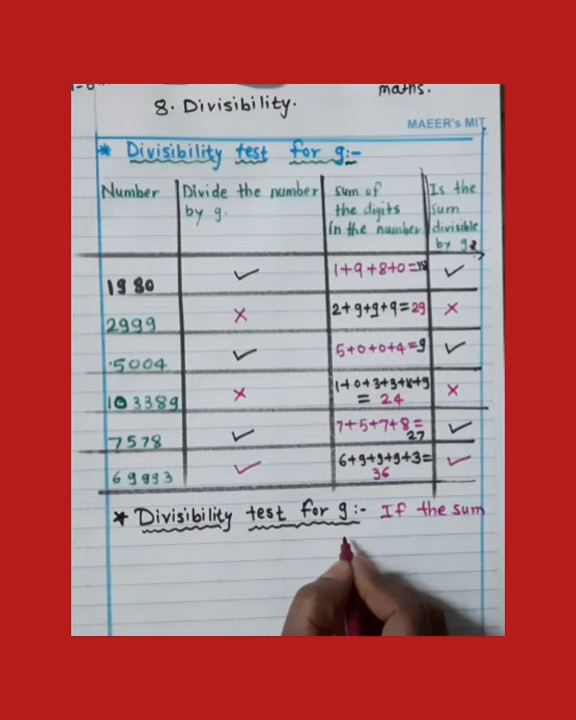 maths.
8. Divisibility.
MAEER's MIT
* Divisibility test for 9:-
Number | Divide the number by 9. | Sum of the digits in the number | Is the sum divisible by 9?
1980 | ✓ | 1+9+8+0=18 | ✓
2999 | × | 2+9+9+9=29 | ×
5004 | ✓ | 5+0+0+4=9 | ✓
103389 | × | 1+0+3+3+8+9 = 24 | ×
7578 | ✓ | 7+5+7+8= 27 | ✓
69993 | ✓ | 6+9+9+9+3= 36 | ✓
* Divisibility test for 9:- If the sum